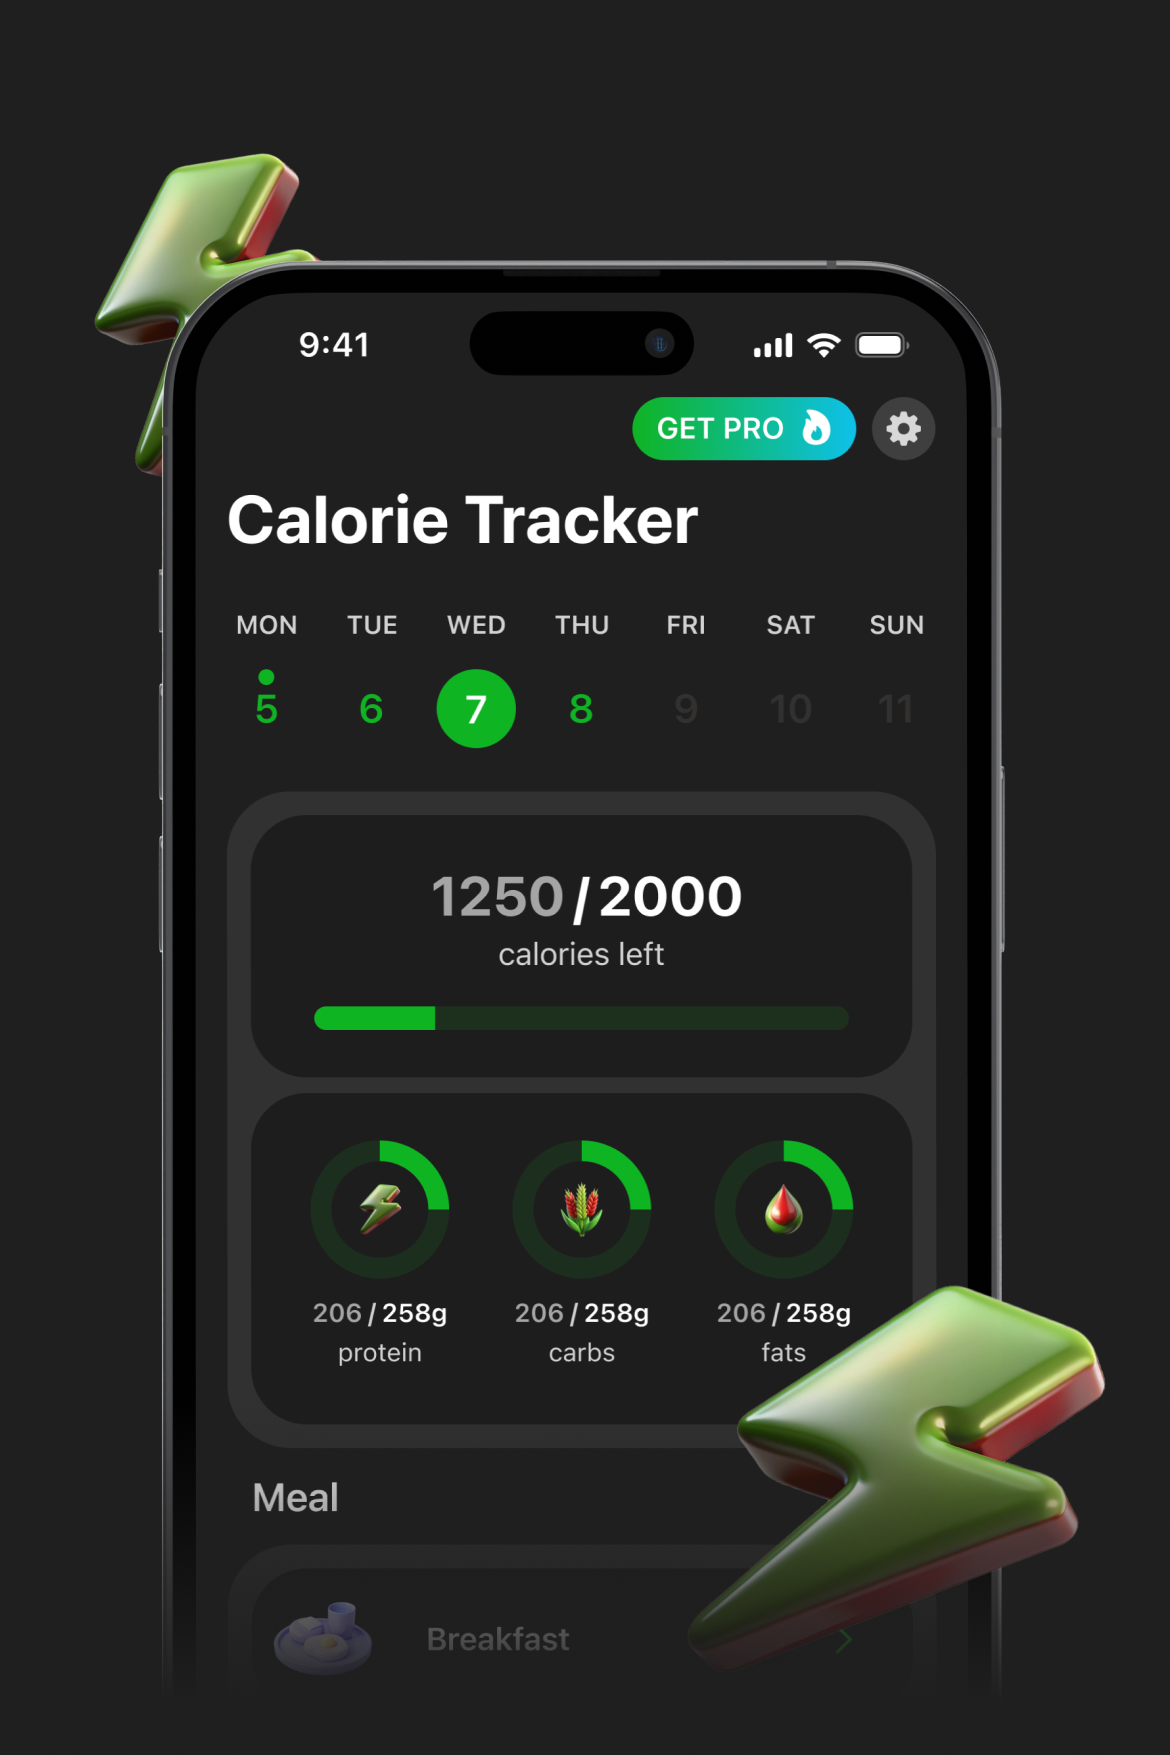 9:41
GET PRO
Calorie Tracker
MON TUE WED THU FRI SAT SUN
5 6 7 8 9 10 11
1250/2000
calories left
206 / 258g 206 / 258g 206 / 258g
protein carbs fats
Meal
Breakfast